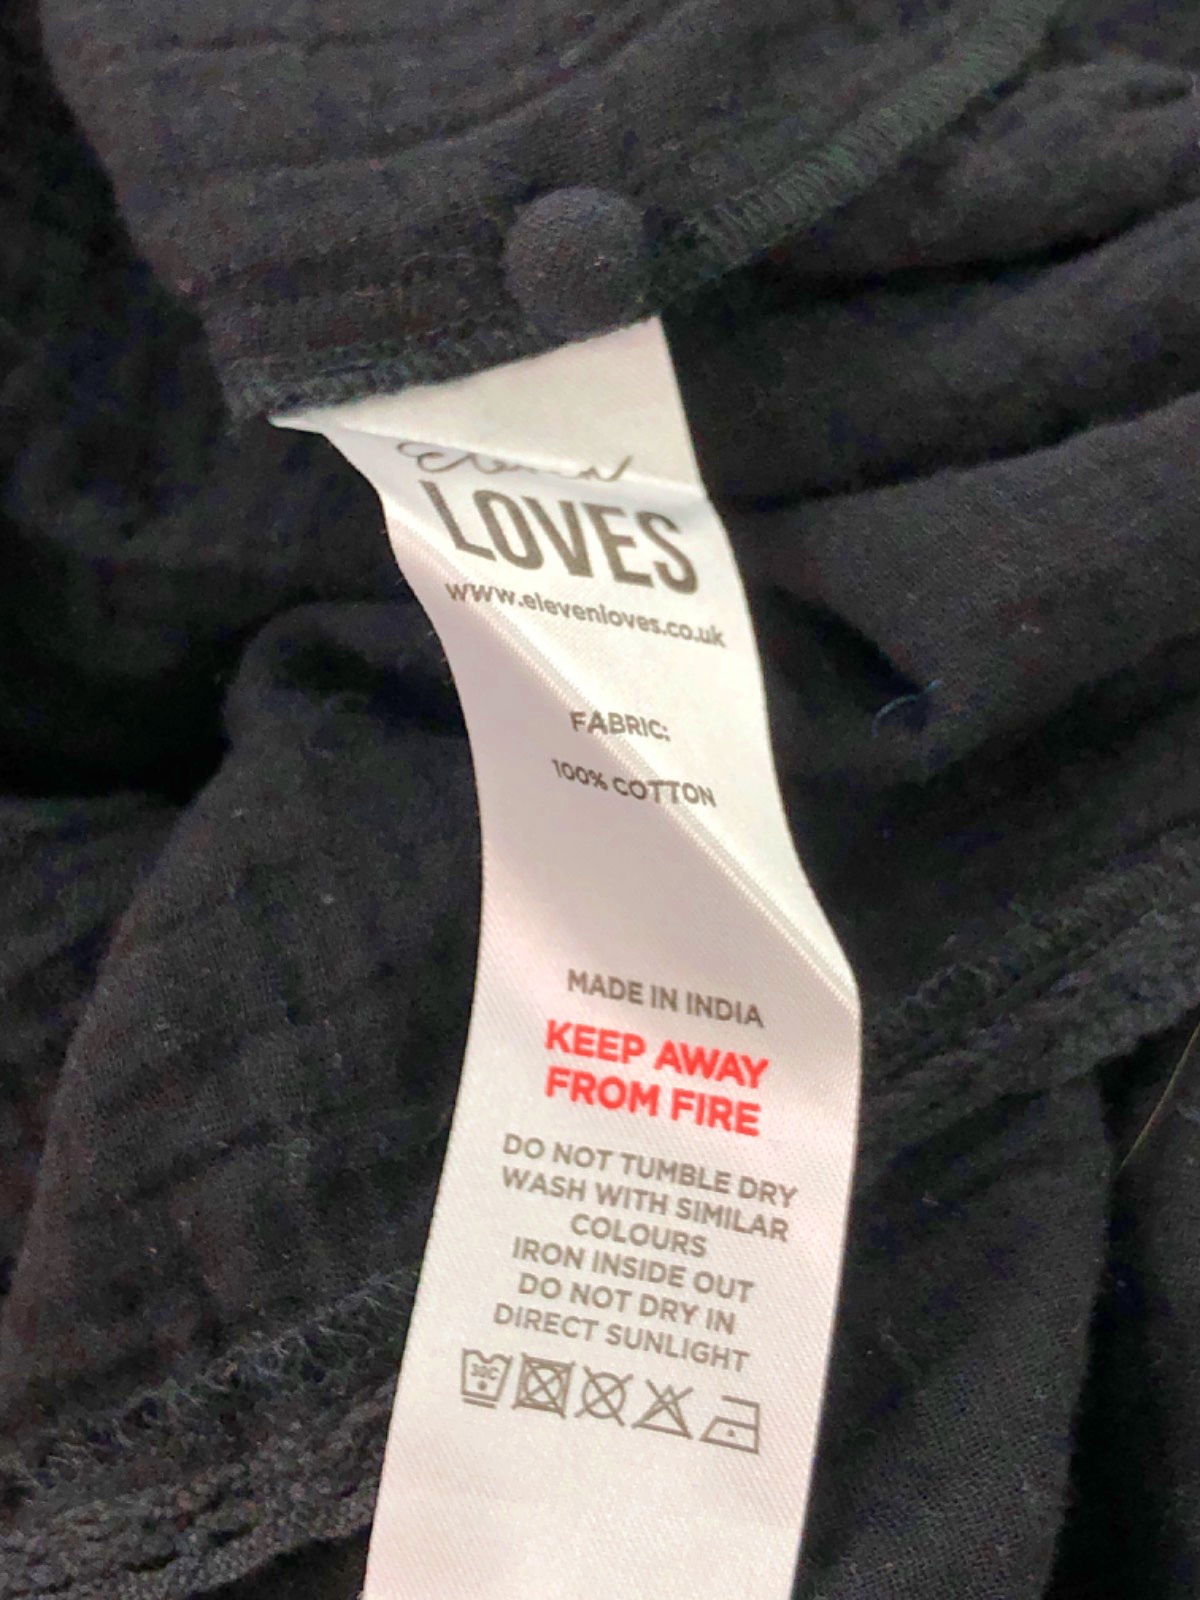 LOVES
www.elevenloves.co.uk
FABRIC:
100% COTTON
MADE IN INDIA
KEEP AWAY
FROM FIRE
DO NOT TUMBLE DRY
WASH WITH SIMILAR
COLOURS
IRON INSIDE OUT
DO NOT DRY IN
DIRECT SUNLIGHT
30C